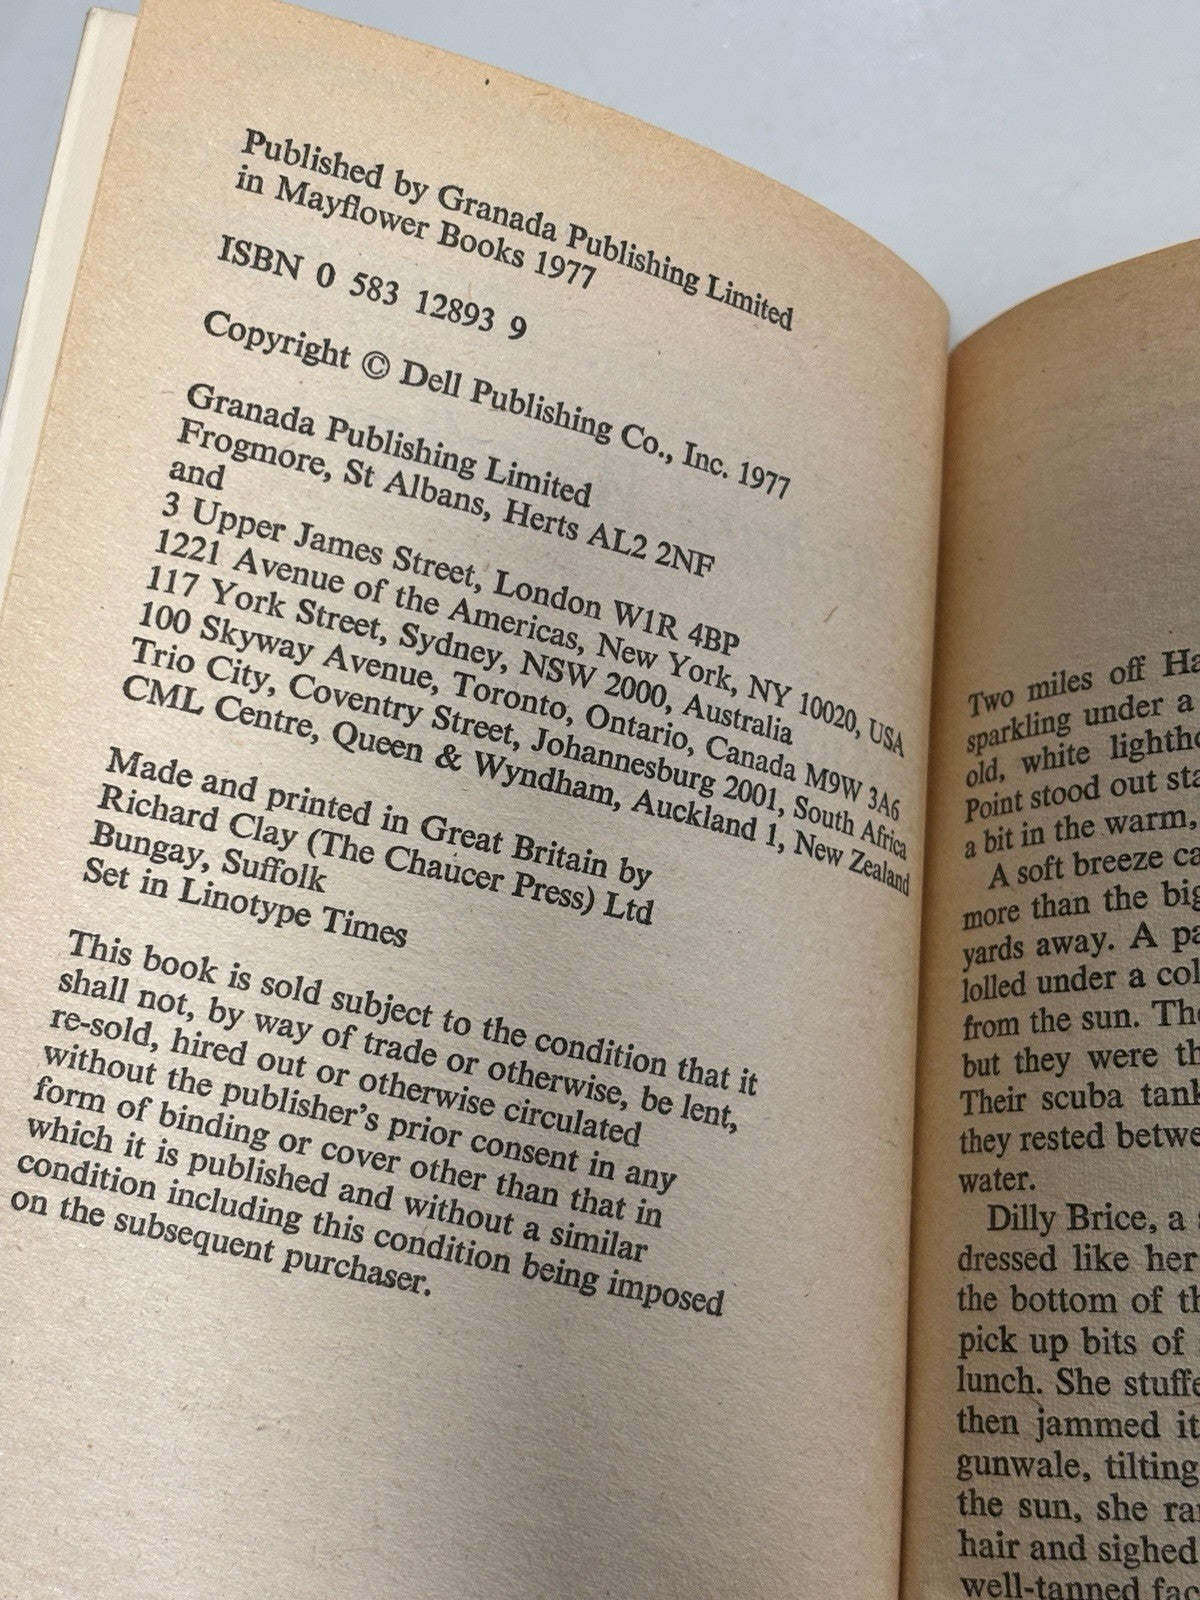 Published by Granada Publishing Limited
in Mayflower Books 1977
ISBN 0 583 12893 9
Copyright © Dell Publishing Co., Inc. 1977
Granada Publishing Limited
Frogmore, St Albans, Herts AL2 2NF
and
3 Upper James Street, London W1R 4BP
1221 Avenue of the Americas, New York, NY 10020, USA
117 York Street, Sydney, NSW 2000, Australia
100 Skyway Avenue, Toronto, Ontario, Canada M9W 3A6
Trio City, Coventry Street, Johannesburg 2001, South Africa
CML Centre, Queen & Wyndham, Auckland 1, New Zealand
Made and printed in Great Britain by
Richard Clay (The Chaucer Press) Ltd
Bungay, Suffolk
Set in Linotype Times
This book is sold subject to the condition that it
shall not, by way of trade or otherwise, be lent,
re-sold, hired out or otherwise circulated
without the publisher's prior consent in any
form of binding or cover other than that in
which it is published and without a similar
condition including this condition being imposed
on the subsequent purchaser.
Two miles off
sparkling under a
old, white
Point stood out
a bit in the warm,
A soft breeze
more than the
yards away. A
lolled under a
from the sun.
but they were
Their scuba
they rested
water.
Dilly Brice, a
dressed like her
the bottom of
pick up bits of
lunch. She
then jammed it
gunwale, tilting
the sun, she
hair and sighed
well-tanned